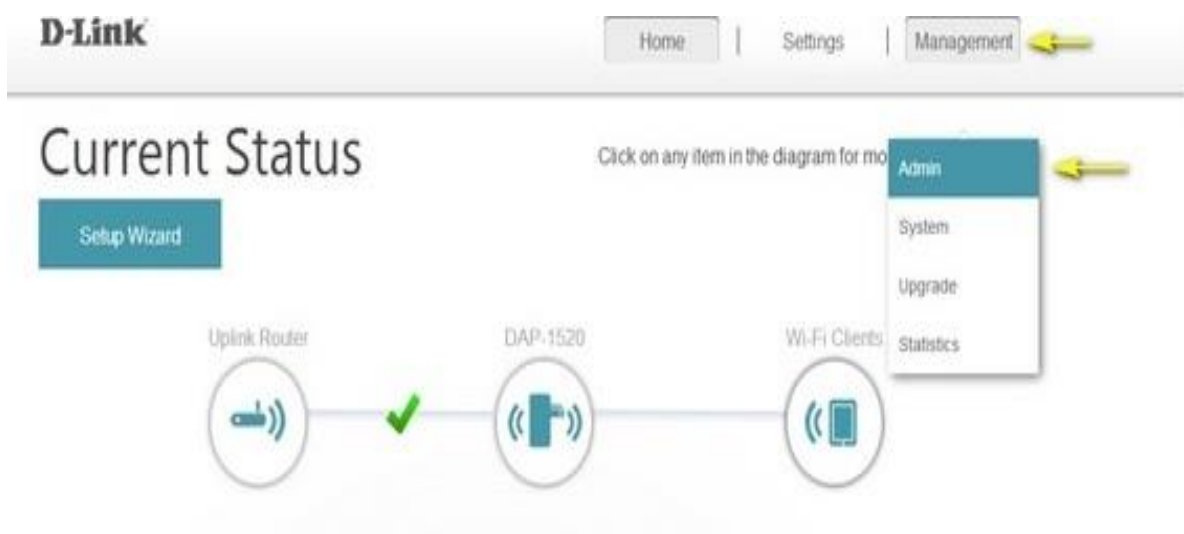 D-Link
Home | Settings | Management
Current Status
Click on any item in the diagram for mo
Setup Wizard
Admin
System
Upgrade
Statistics
Uplink Router
DAP-1520
Wi-Fi Clients